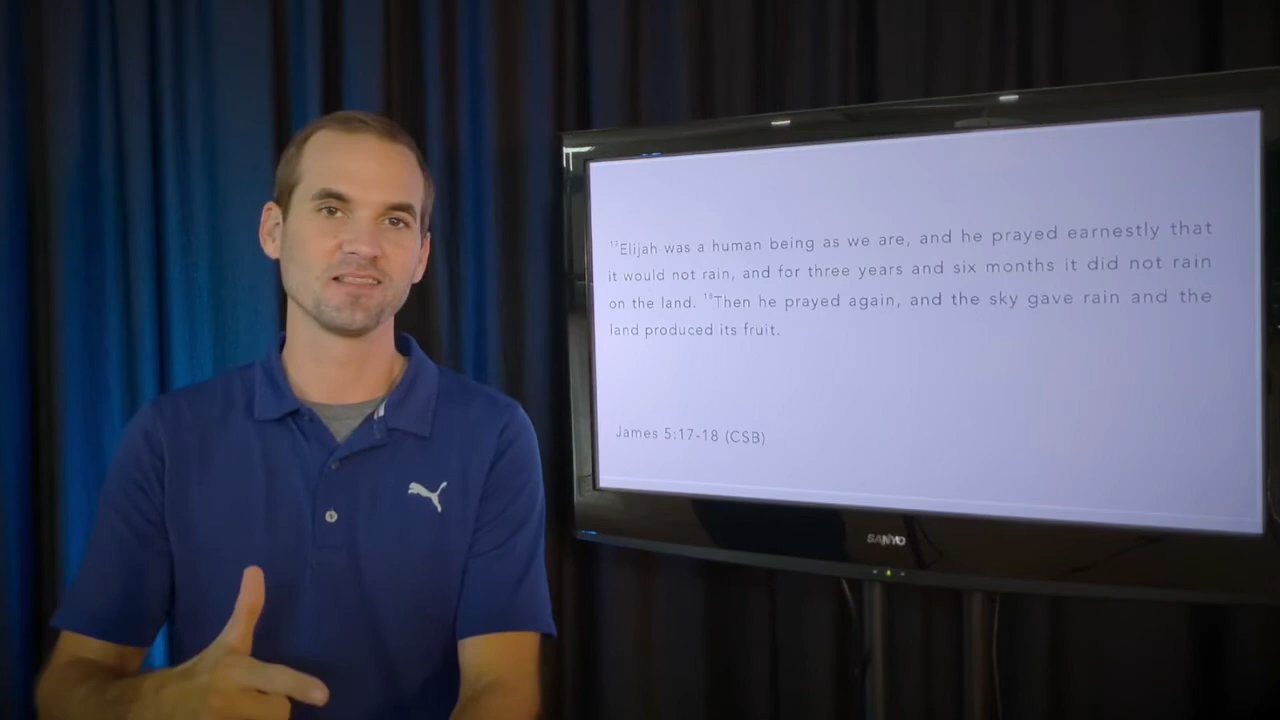 ¹⁷Elijah was a human being as we are, and he prayed earnestly that
it would not rain, and for three years and six months it did not rain
on the land. ¹⁸Then he prayed again, and the sky gave rain and the
land produced its fruit.
James 5:17-18 (CSB)
SANYO